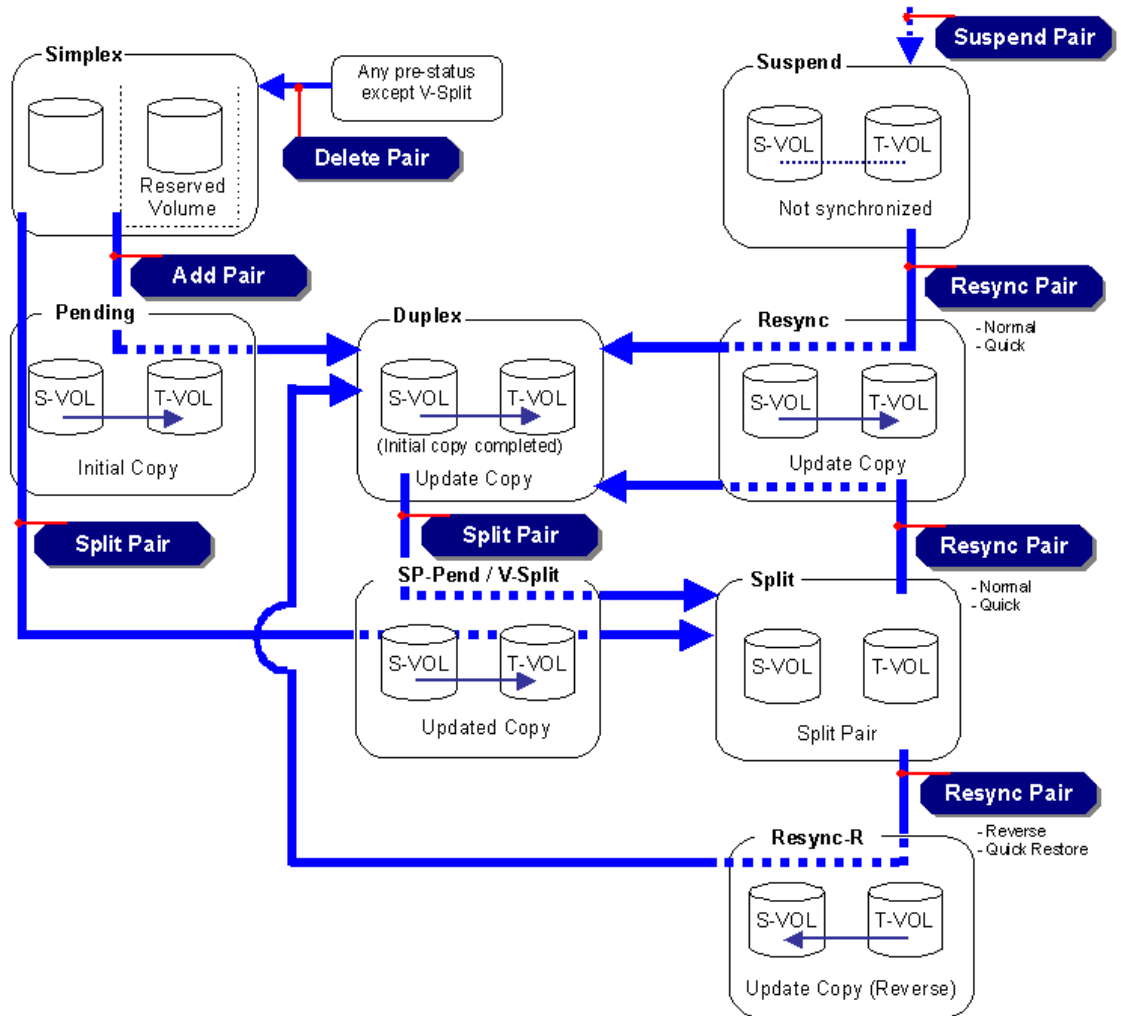 Simplex
Reserved
Volume
Any pre-status
except V-Split
Delete Pair
Suspend Pair
Suspend
S-VOL
T-VOL
Not synchronized
Add Pair
Resync Pair
- Normal
- Quick
Pending
S-VOL
T-VOL
Initial Copy
Duplex
S-VOL
T-VOL
(Initial copy completed)
Update Copy
Resync
S-VOL
T-VOL
Update Copy
Split Pair
Split Pair
Resync Pair
- Normal
- Quick
SP-Pend / V-Split
S-VOL
T-VOL
Updated Copy
Split
S-VOL
T-VOL
Split Pair
Resync Pair
- Reverse
- Quick Restore
Resync-R
S-VOL
T-VOL
Update Copy (Reverse)